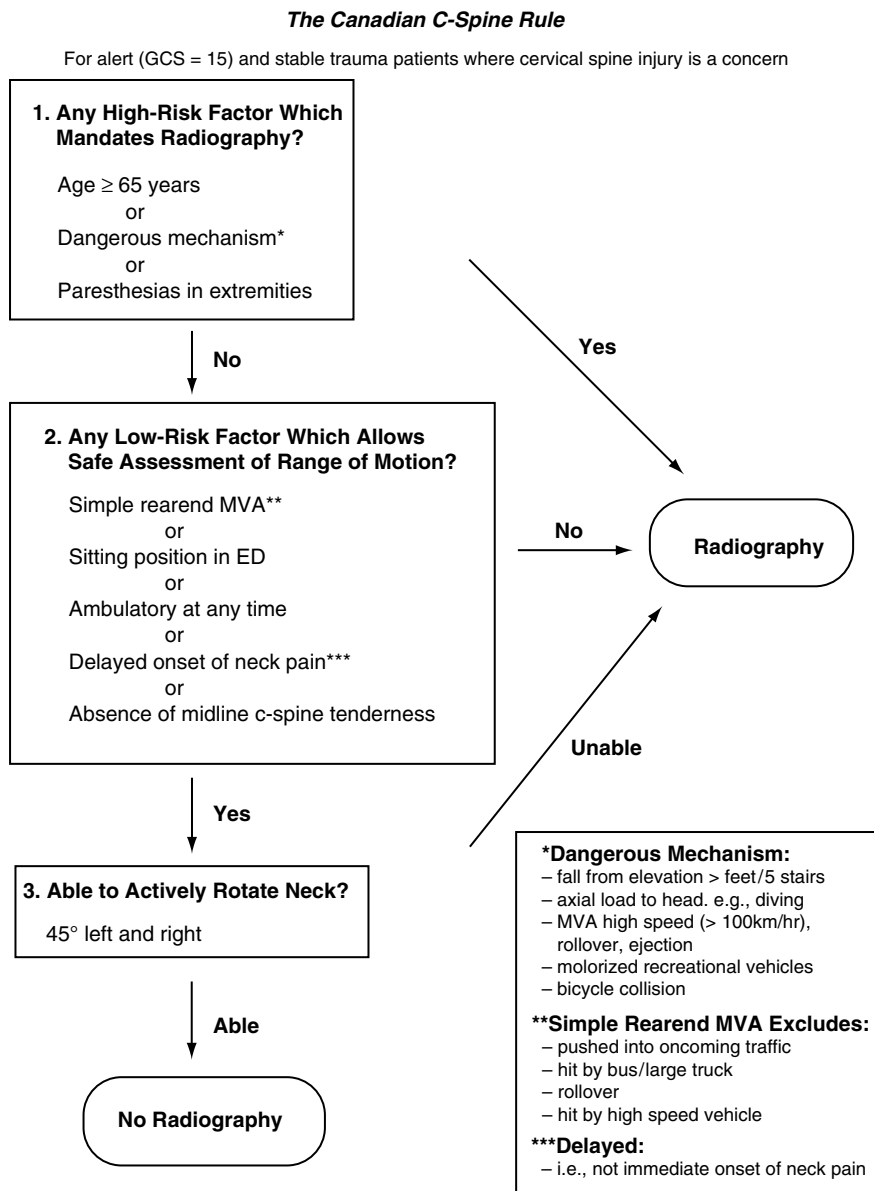 The Canadian C-Spine Rule
For alert (GCS = 15) and stable trauma patients where cervical spine injury is a concern
1. Any High-Risk Factor Which
Mandates Radiography?
Age ≥ 65 years
or
Dangerous mechanism*
or
Paresthesias in extremities
Yes
No
2. Any Low-Risk Factor Which Allows
Safe Assessment of Range of Motion?
Simple rearend MVA**
or
Sitting position in ED
or
Ambulatory at any time
or
Delayed onset of neck pain***
or
Absence of midline c-spine tenderness
No
Radiography
Unable
Yes
3. Able to Actively Rotate Neck?
45° left and right
Able
No Radiography
*Dangerous Mechanism:
– fall from elevation > feet/5 stairs
– axial load to head. e.g., diving
– MVA high speed (> 100km/hr),
rollover, ejection
– molorized recreational vehicles
– bicycle collision
**Simple Rearend MVA Excludes:
– pushed into oncoming traffic
– hit by bus/large truck
– rollover
– hit by high speed vehicle
***Delayed:
– i.e., not immediate onset of neck pain